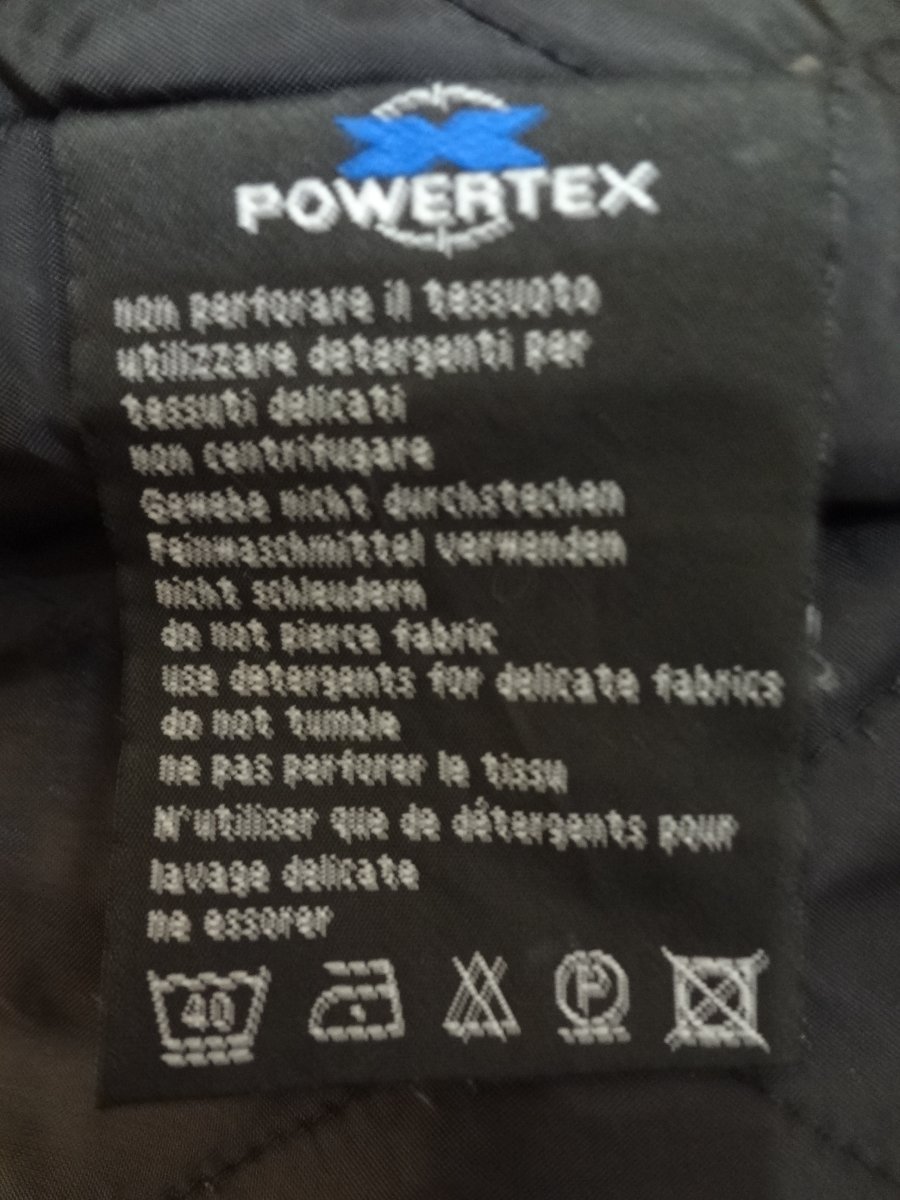 POWERTEX
non perforare il tessuoto
utilizzare detergenti per
tessuti delicati
non centrifugare
Gewebe nicht durchstechen
Feinwaschmittel verwenden
nicht schleudern
do not pierce fabric
use detergents for delicate fabrics
do not tumble
ne pas perforer le tissu
N'utiliser que de détergents pour
lavage délicate
ne essorer
40 P